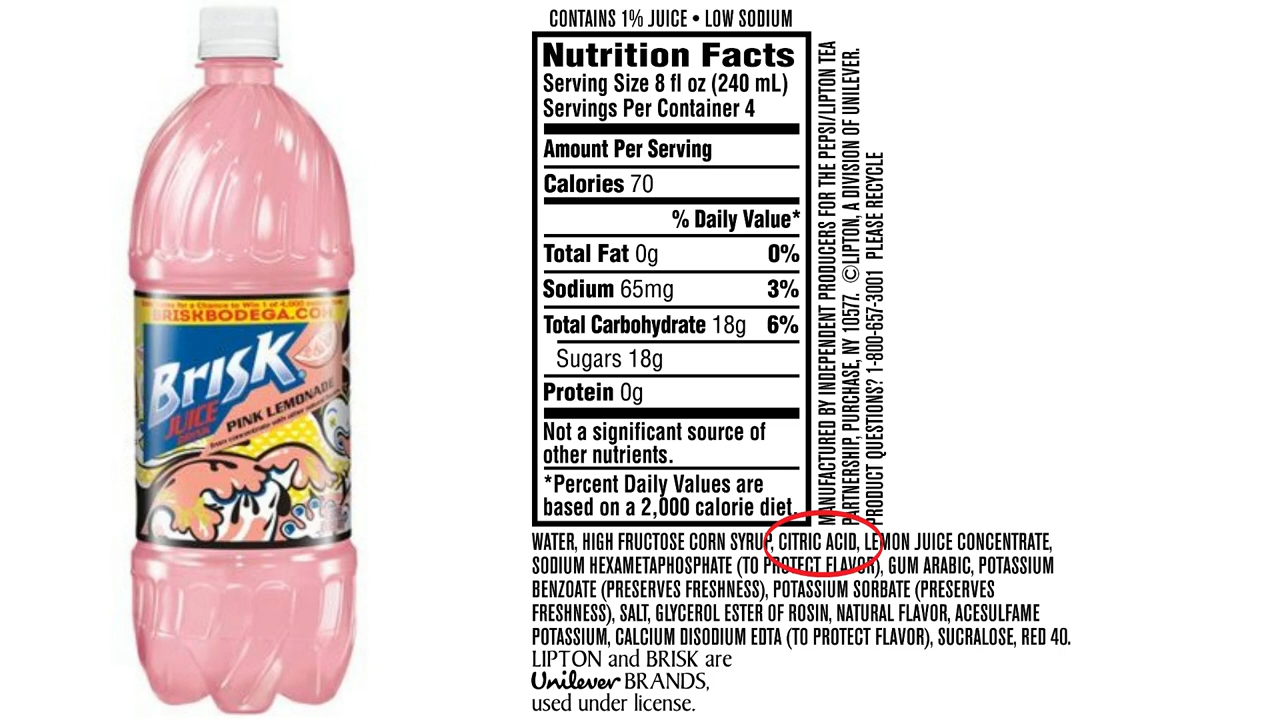 BRISKBODEGA.COM
Brisk
JUICE
DRINK
PINK LEMONADE
CONTAINS 1% JUICE • LOW SODIUM
Nutrition Facts
Serving Size 8 fl oz (240 mL)
Servings Per Container 4
Amount Per Serving
Calories 70
% Daily Value*
Total Fat 0g 0%
Sodium 65mg 3%
Total Carbohydrate 18g 6%
Sugars 18g
Protein 0g
Not a significant source of
other nutrients.
*Percent Daily Values are
based on a 2,000 calorie diet.
MANUFACTURED BY INDEPENDENT PRODUCERS FOR THE PEPSI/LIPTON TEA
PARTNERSHIP, PURCHASE, NY 10577. ©LIPTON, A DIVISION OF UNILEVER.
PRODUCT QUESTIONS? 1-800-657-3001 PLEASE RECYCLE
WATER, HIGH FRUCTOSE CORN SYRUP, CITRIC ACID, LEMON JUICE CONCENTRATE,
SODIUM HEXAMETAPHOSPHATE (TO PROTECT FLAVOR), GUM ARABIC, POTASSIUM
BENZOATE (PRESERVES FRESHNESS), POTASSIUM SORBATE (PRESERVES
FRESHNESS), SALT, GLYCEROL ESTER OF ROSIN, NATURAL FLAVOR, ACESULFAME
POTASSIUM, CALCIUM DISODIUM EDTA (TO PROTECT FLAVOR), SUCRALOSE, RED 40.
LIPTON and BRISK are
Unilever BRANDS,
used under license.